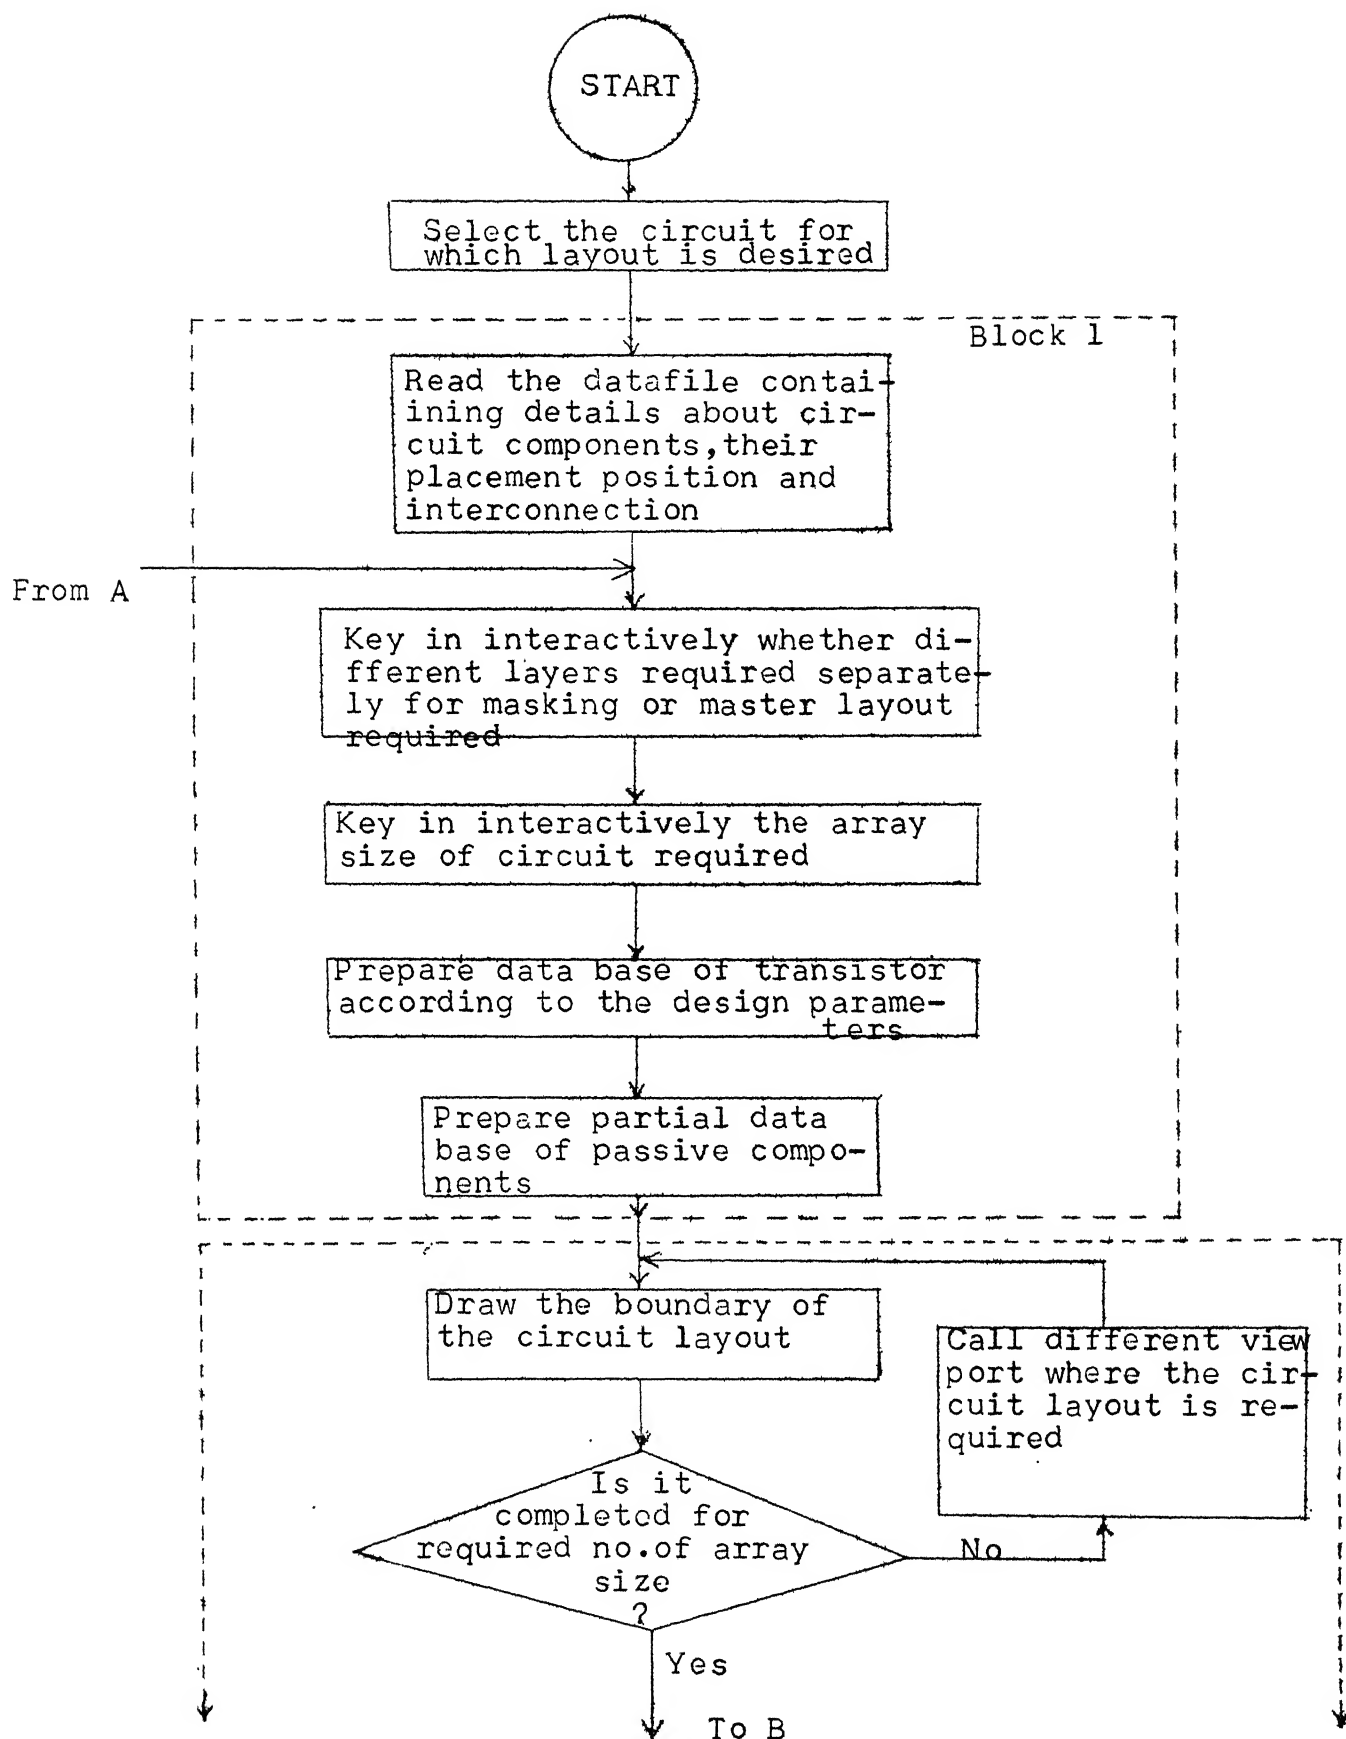 START
Select the circuit for
which layout is desired
Block 1
Read the datafile contai-
ining details about cir-
cuit components,their
placement position and
interconnection
From A
Key in interactively whether di-
fferent layers required separate-
ly for masking or master layout
required
Key in interactively the array
size of circuit required
Prepare data base of transistor
according to the design parame-
ters
Prepare partial data
base of passive compo-
nents
Draw the boundary of
the circuit layout
Call different view
port where the cir-
cuit layout is re-
quired
Is it
completed for
required no.of array
size
?
No
Yes
To B